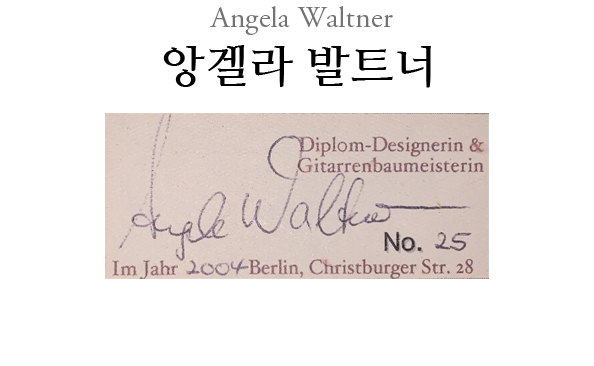 Angela Waltner
앙겔라 발트너
Diplom-Designerin &
Gitarrenbaumeisterin
Angela Waltner
No. 25
Im Jahr 2004 Berlin, Christburger Str. 28